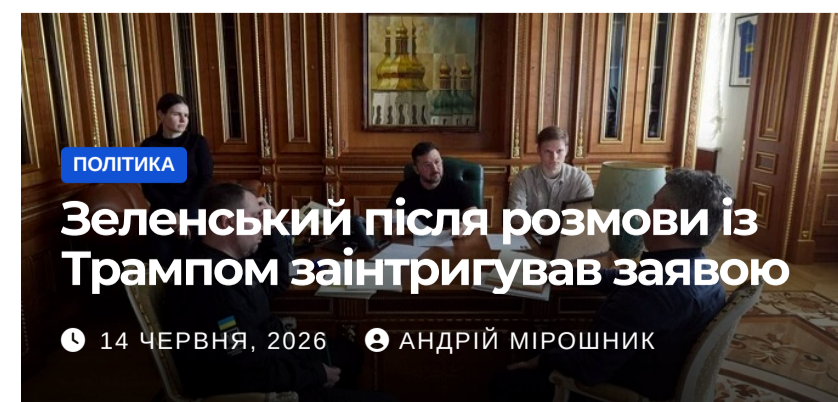 ПОЛІТИКА
Зеленський після розмови із
Трампом заінтригував заявою
14 ЧЕРВНЯ, 2026 АНДРІЙ МІРОШНИК